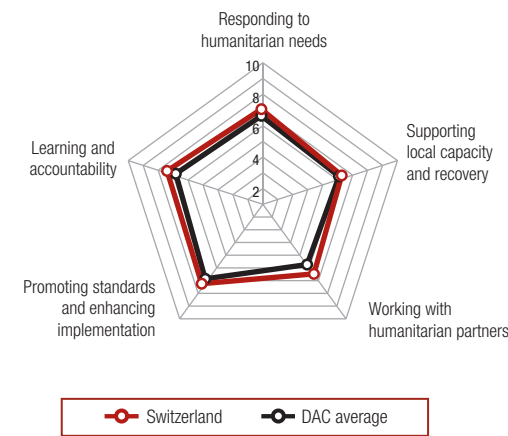 Responding to
humanitarian needs
10
8
6
4
2
Learning and
accountability
Supporting
local capacity
and recovery
Promoting standards
and enhancing
implementation
Working with
humanitarian partners
Switzerland
DAC average